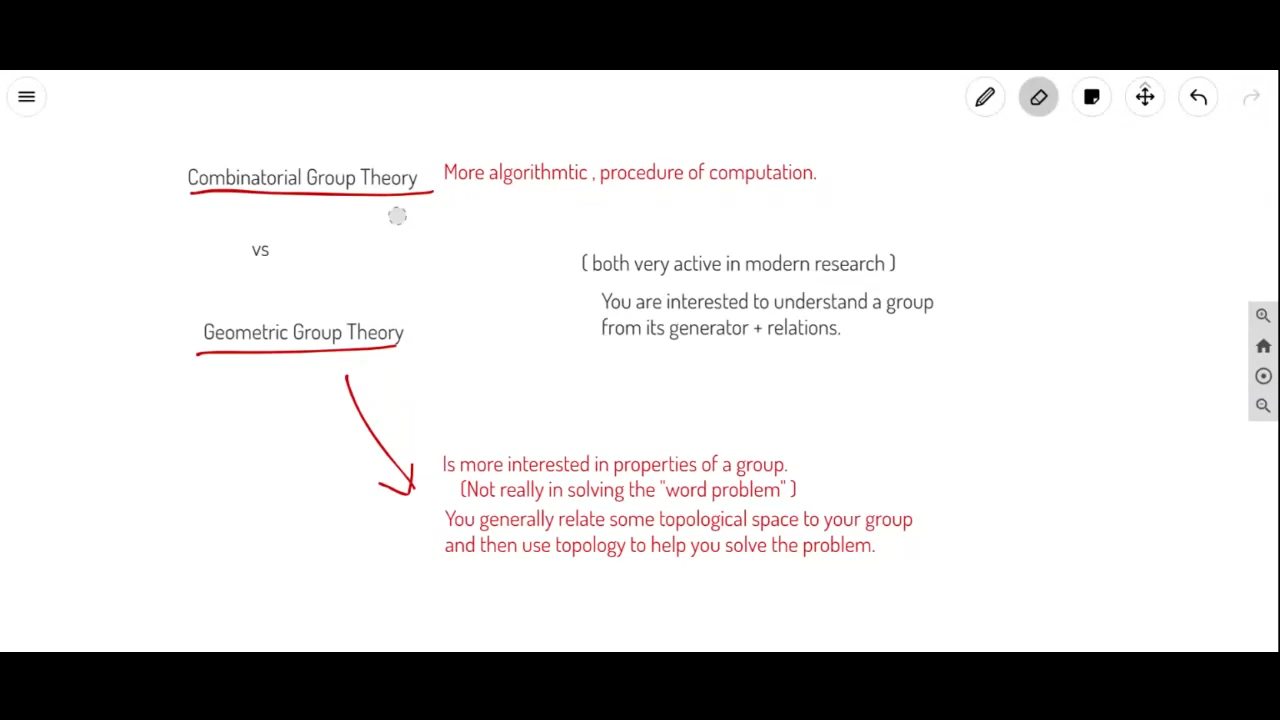 Combinatorial Group Theory
More algorithmtic , procedure of computation.
vs
( both very active in modern research )
You are interested to understand a group
from its generator + relations.
Geometric Group Theory
Is more interested in properties of a group.
(Not really in solving the "word problem" )
You generally relate some topological space to your group
and then use topology to help you solve the problem.